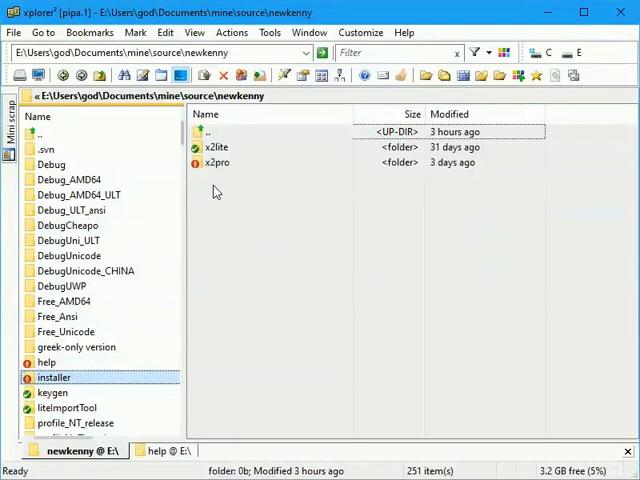 xplorer² [pipa.1] E:\Users\god\Documents\mine\source\newkenny
File Go to Bookmarks Mark Edit View Actions Tools Window Customize Help
E:\Users\god\Documents\mine\source\newkenny Filter x C E
Mini scrap
« E:\Users\god\Documents\mine\source\newkenny
Name
..
.svn
Debug
Debug_AMD64
Debug_AMD64_ULT
Debug_ULT_ansi
DebugCheapo
DebugUni_ULT
DebugUnicode
DebugUnicode_CHINA
DebugUWP
Free_AMD64
Free_Ansi
Free_Unicode
greek-only version
help
installer
keygen
liteImportTool
profile_NT_release
Name Size Modified
.. <UP-DIR> 3 hours ago
x2lite <folder> 31 days ago
x2pro <folder> 3 days ago
newkenny @ E:\ help @ E:\
Ready folder: 0b; Modified 3 hours ago 251 item(s) 3.2 GB free (5%)